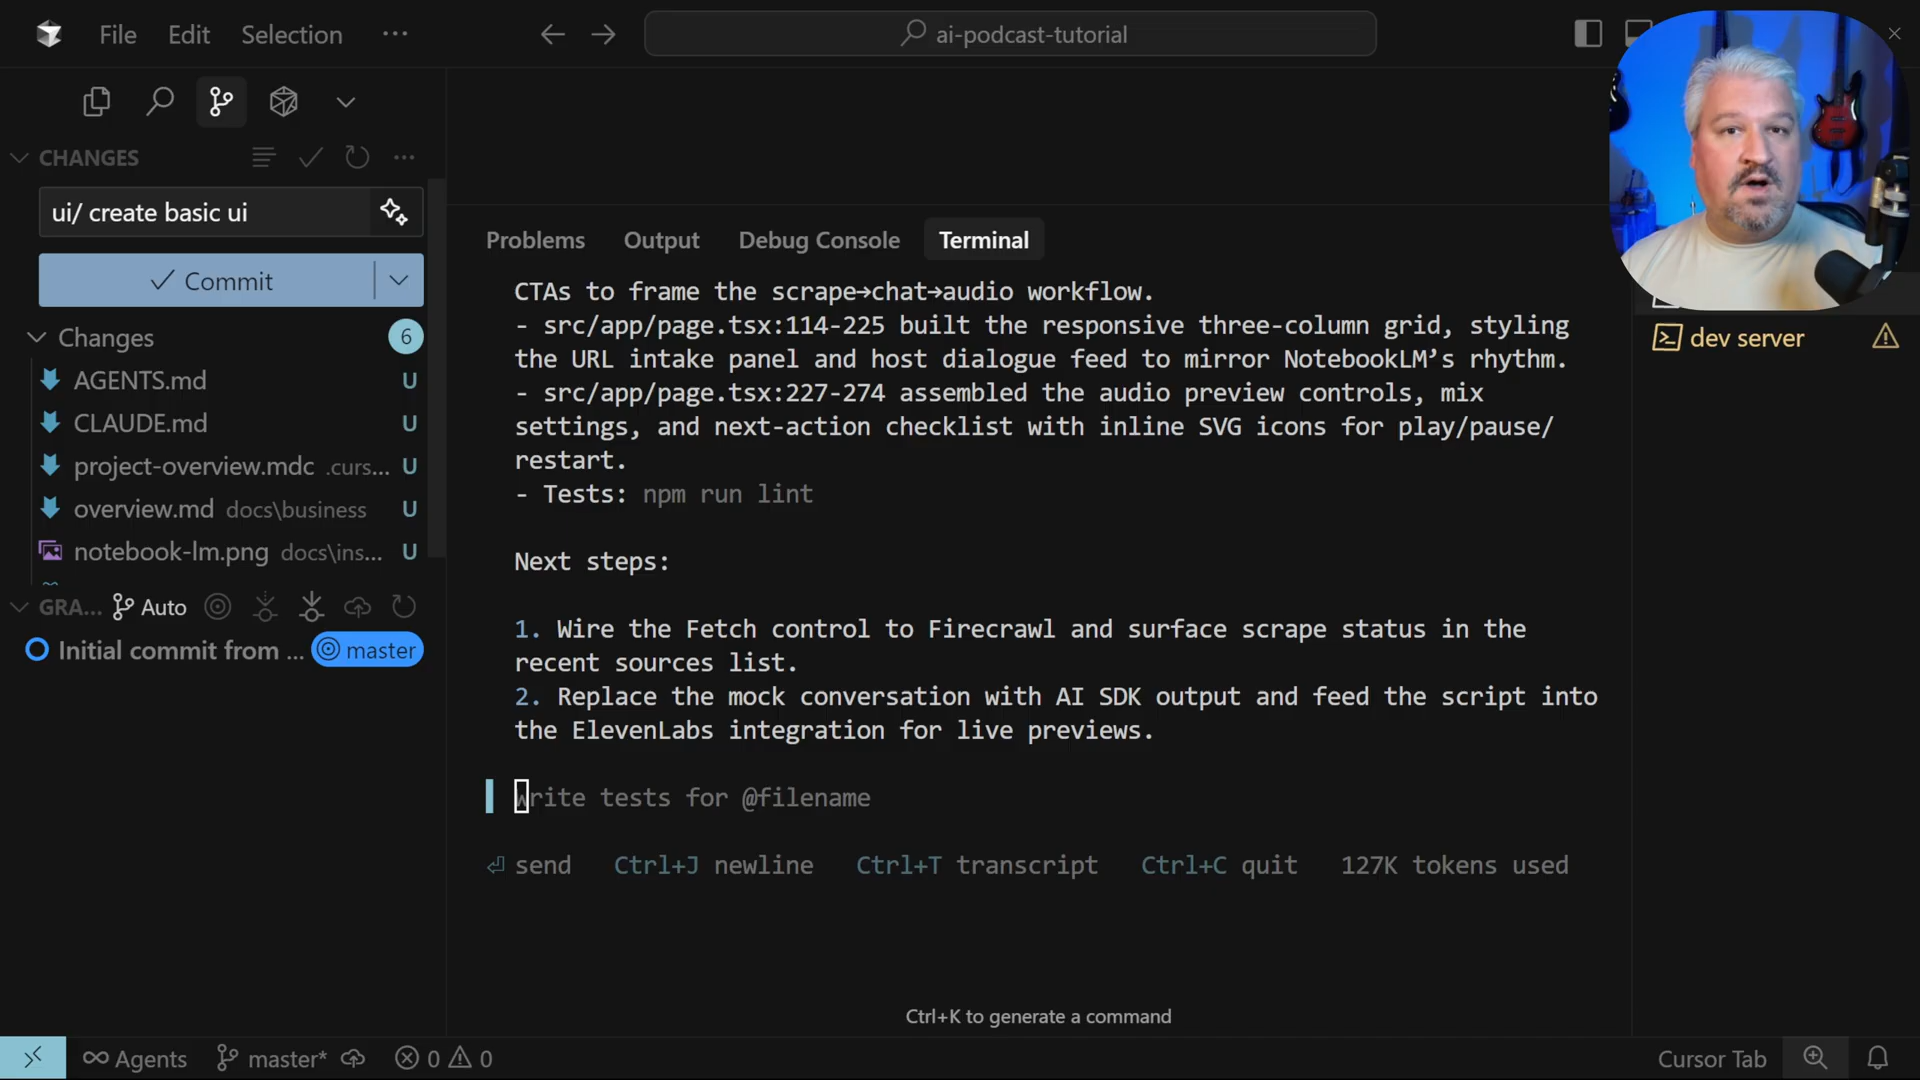 File Edit Selection ...
ai-podcast-tutorial
CHANGES
ui/ create basic ui
Commit
Changes 6
AGENTS.md U
CLAUDE.md U
project-overview.mdc .curs... U
overview.md docs\business U
notebook-lm.png docs\ins... U
GRA... Auto
Initial commit from ... master
Problems Output Debug Console Terminal
CTAs to frame the scrape→chat→audio workflow.
- src/app/page.tsx:114-225 built the responsive three-column grid, styling
the URL intake panel and host dialogue feed to mirror NotebookLM’s rhythm.
- src/app/page.tsx:227-274 assembled the audio preview controls, mix
settings, and next-action checklist with inline SVG icons for play/pause/
restart.
- Tests: npm run lint
Next steps:
1. Wire the Fetch control to Firecrawl and surface scrape status in the
recent sources list.
2. Replace the mock conversation with AI SDK output and feed the script into
the ElevenLabs integration for live previews.
Write tests for @filename
⏎ send Ctrl+J newline Ctrl+T transcript Ctrl+C quit 127K tokens used
Ctrl+K to generate a command
dev server
Agents master* 0 0
Cursor Tab